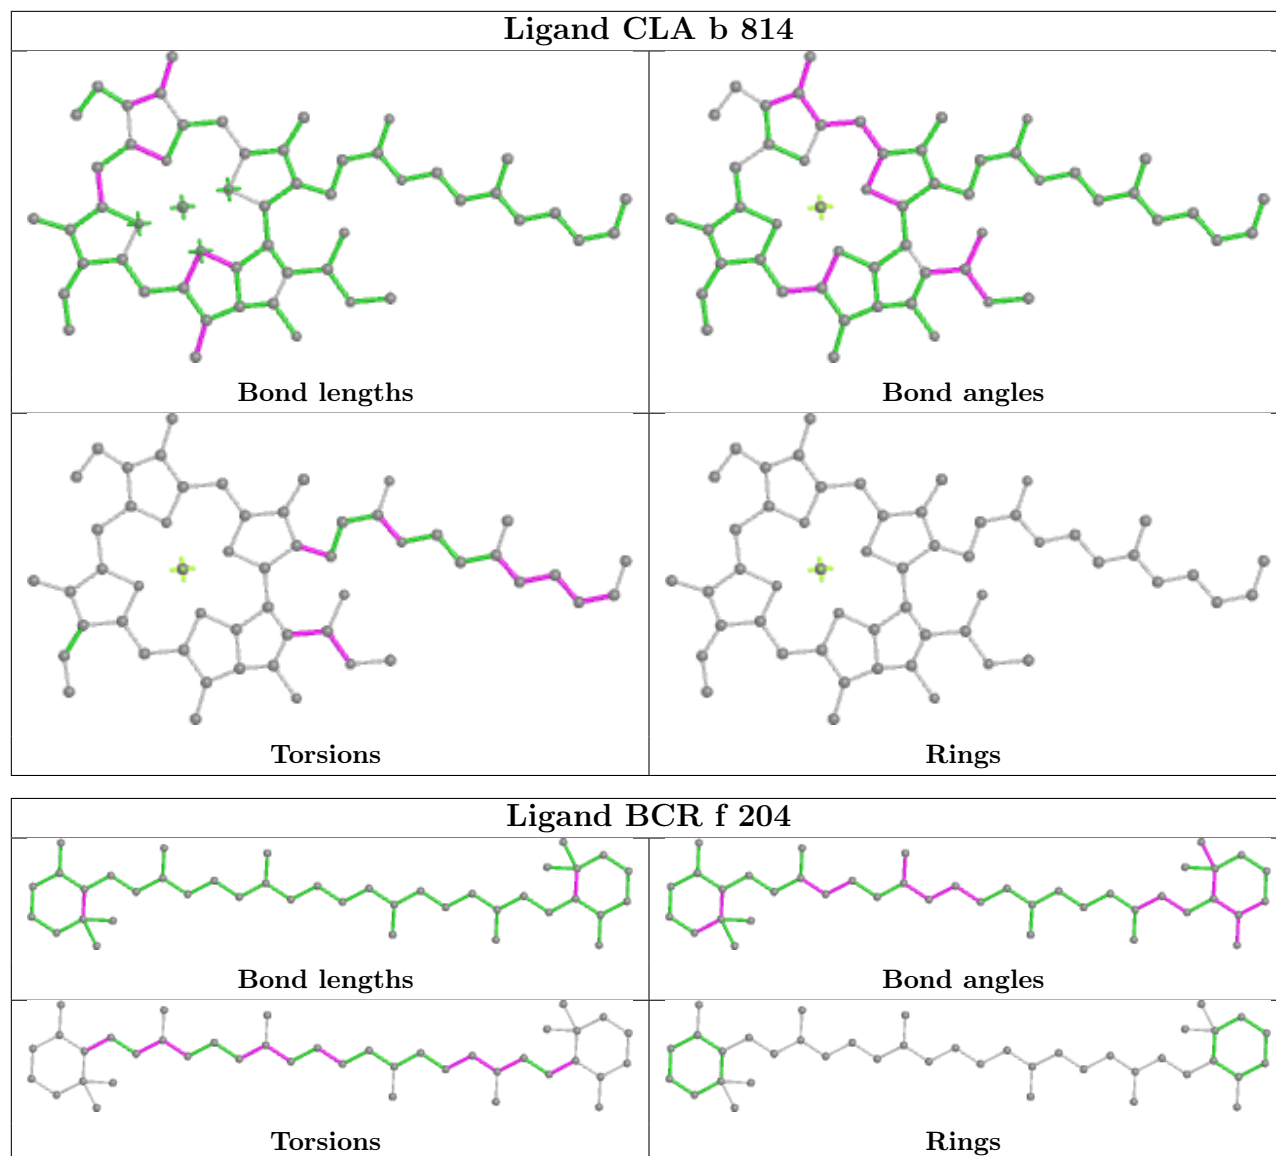 Ligand CLA b 814
Bond lengths
Bond angles
Torsions
Rings
Ligand BCR f 204
Bond lengths
Bond angles
Torsions
Rings